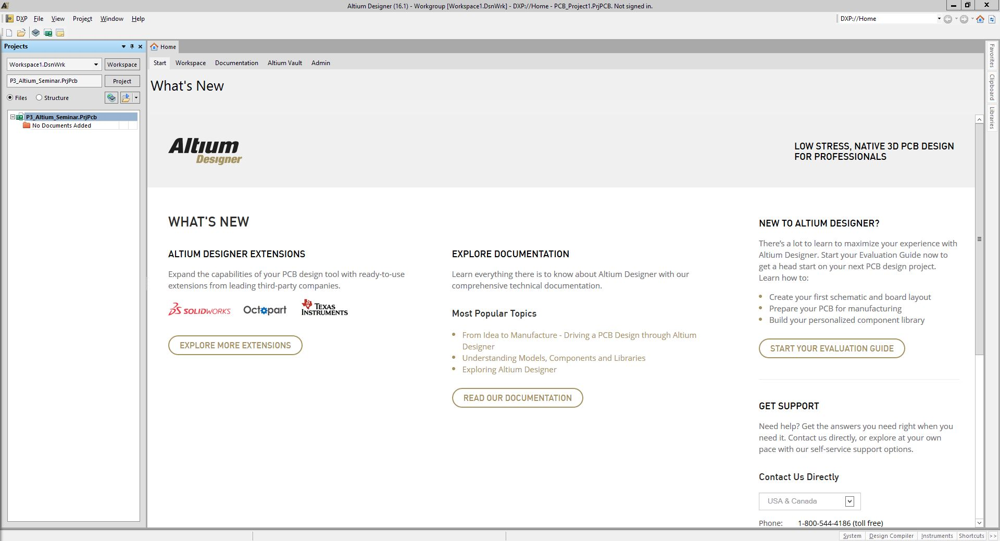 Altium Designer (16.1) - Workgroup [Workspace1.DsnWrk] - DXP://Home - PCB_Project1.PrjPCB. Not signed in.
DXP File View Project Window Help
DXP://Home
Projects
Home
Workspace1.DsnWrk Workspace
P3_Altium_Seminar.PrjPcb Project
Files Structure
P3_Altium_Seminar.PrjPcb
No Documents Added
Start Workspace Documentation Altium Vault Admin
What's New
Altium
Designer
LOW STRESS, NATIVE 3D PCB DESIGN
FOR PROFESSIONALS
WHAT'S NEW
ALTIUM DESIGNER EXTENSIONS
Expand the capabilities of your PCB design tool with ready-to-use
extensions from leading third-party companies.
SOLIDWORKS
Octopart
TEXAS
INSTRUMENTS
EXPLORE MORE EXTENSIONS
EXPLORE DOCUMENTATION
Learn everything there is to know about Altium Designer with our
comprehensive technical documentation.
Most Popular Topics
From Idea to Manufacture - Driving a PCB Design through Altium
Designer
Understanding Models, Components and Libraries
Exploring Altium Designer
READ OUR DOCUMENTATION
NEW TO ALTIUM DESIGNER?
There's a lot to learn to maximize your experience with
Altium Designer. Start your Evaluation Guide now to
get a head start on your next PCB design project.
Learn how to:
Create your first schematic and board layout
Prepare your PCB for manufacturing
Build your personalized component library
START YOUR EVALUATION GUIDE
GET SUPPORT
Need help? Get the answers you need right when you
need it. Contact us directly, or explore at your own
pace with our self-service support options.
Contact Us Directly
USA & Canada
Phone: 1-800-544-4186 (toll free)
Favorites
Clipboard
Libraries
System Design Compiler Instruments Shortcuts >>